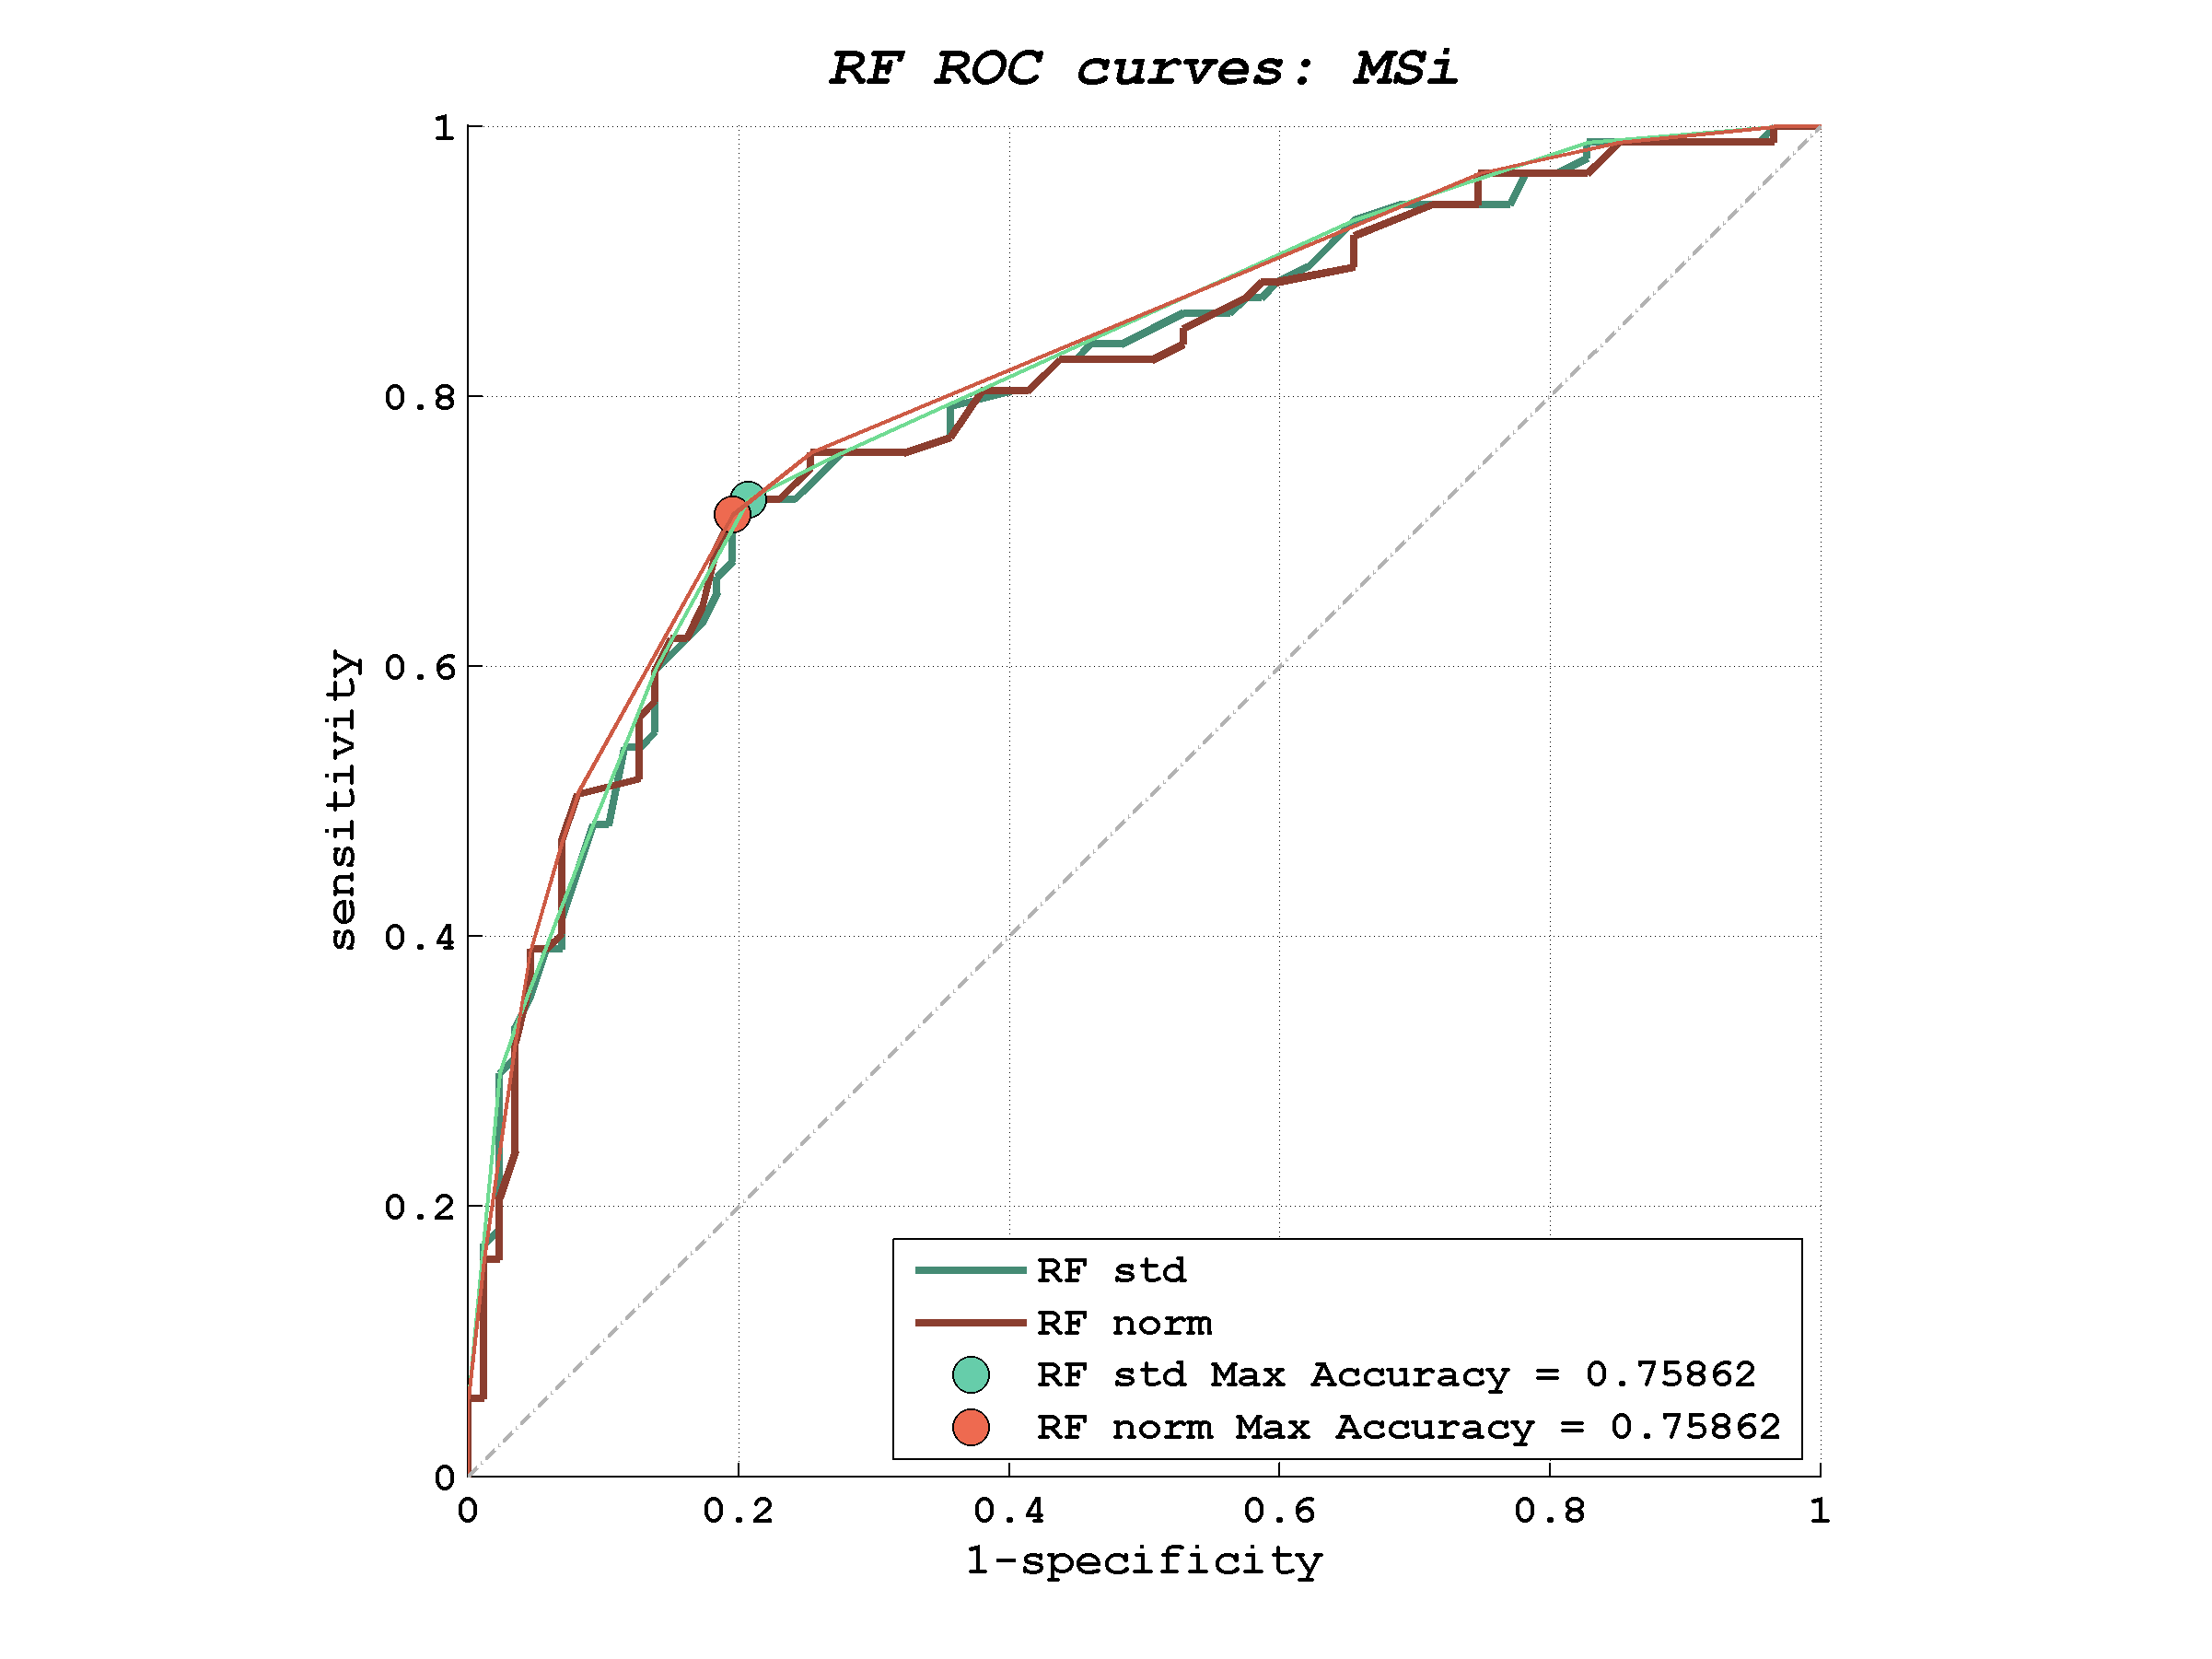 RF ROC curves: MSi
1
0.8
0.6
0.4
0.2
0
sensitivity
RF std
RF norm
RF std Max Accuracy = 0.75862
RF norm Max Accuracy = 0.75862
0 0.2 0.4 0.6 0.8 1
1-specificity